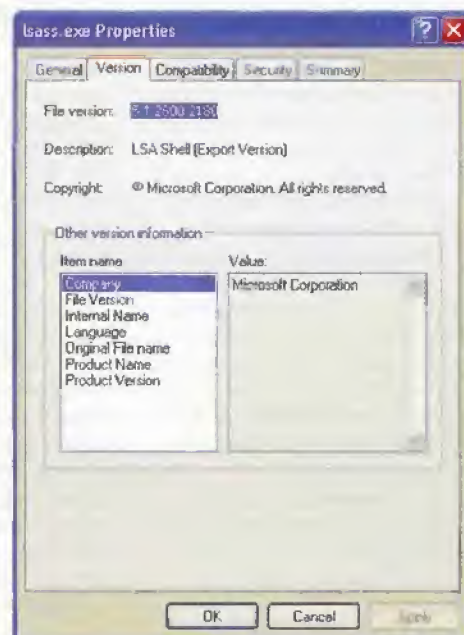 lsass.exe Properties
General Version Compatibility Security Summary
File version: 5.1.2600.2180
Description: LSA Shell (Export Version)
Copyright: © Microsoft Corporation. All rights reserved.
Other version information
Item name: Value:
Company Microsoft Corporation
File Version
Internal Name
Language
Original File name
Product Name
Product Version
OK Cancel Apply